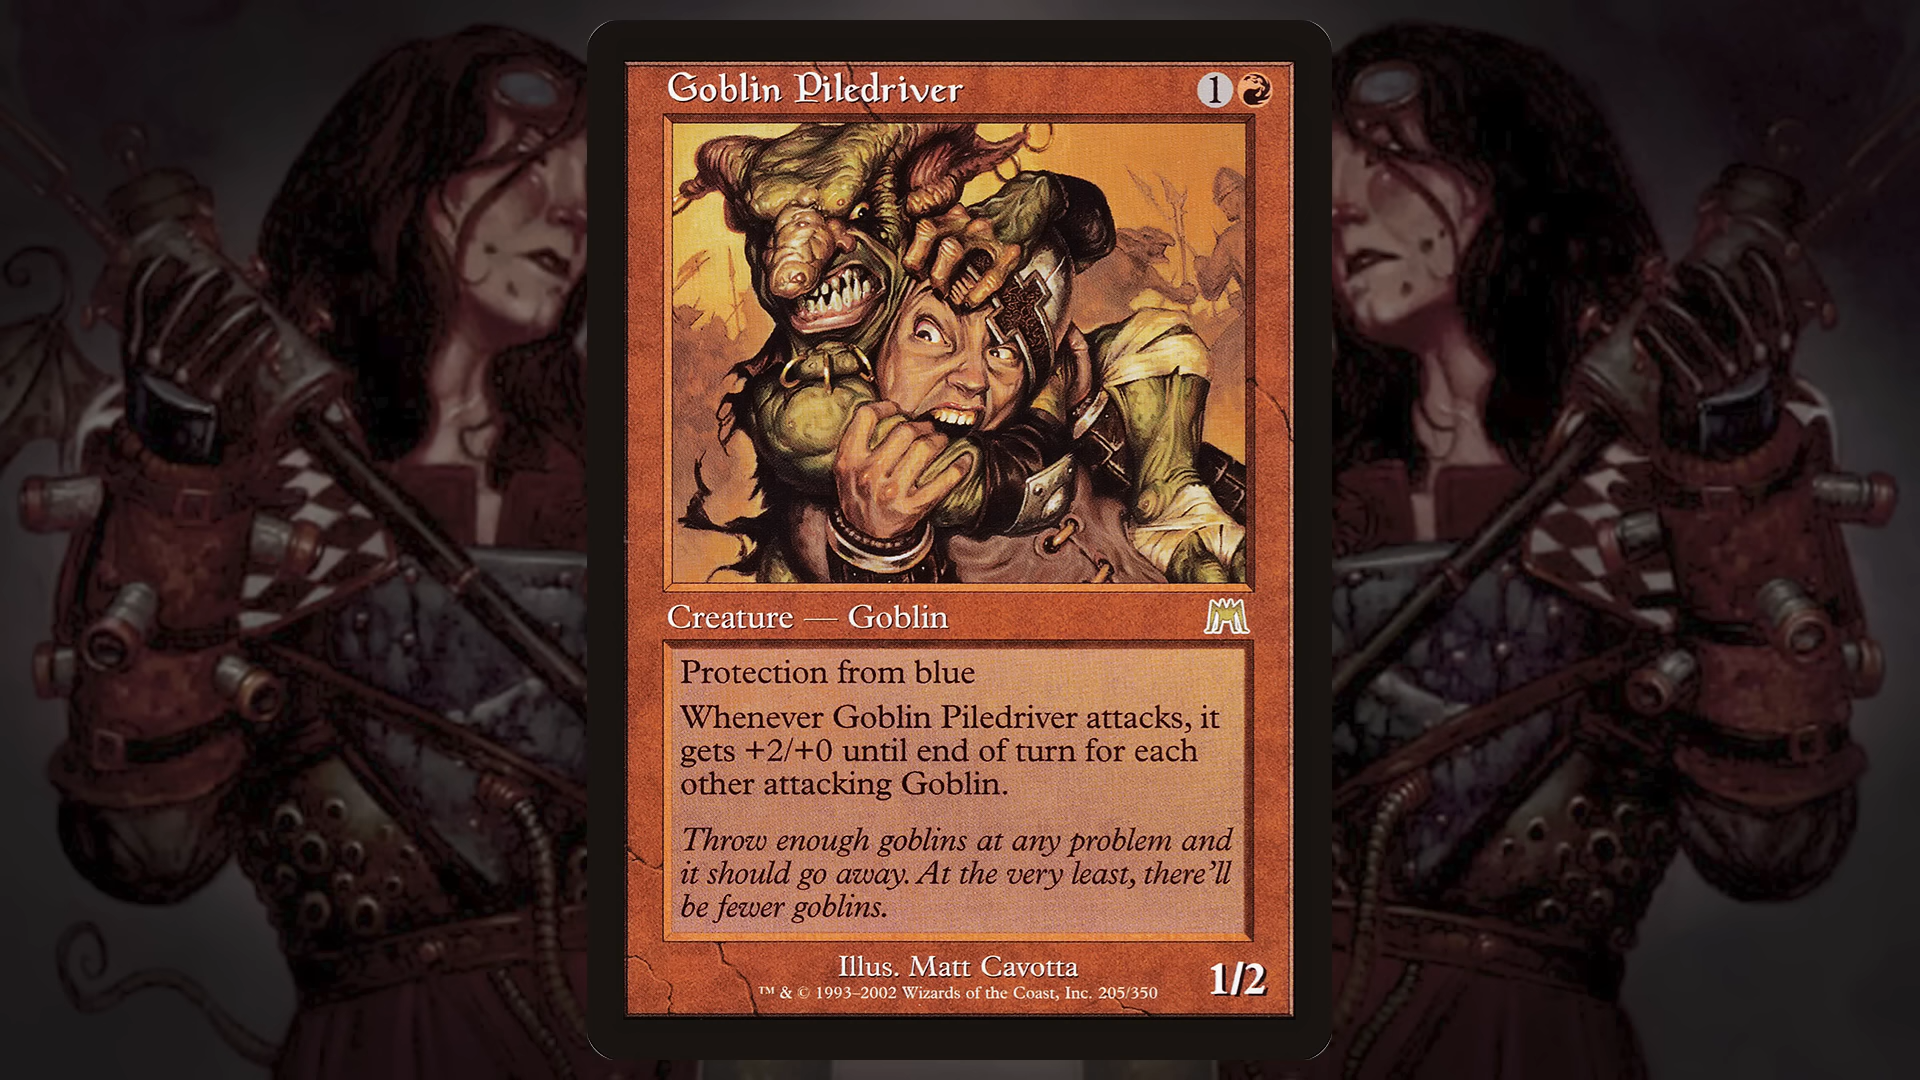 Goblin Piledriver 1
Creature — Goblin
Protection from blue
Whenever Goblin Piledriver attacks, it
gets +2/+0 until end of turn for each
other attacking Goblin.
Throw enough goblins at any problem and
it should go away. At the very least, there'll
be fewer goblins.
Illus. Matt Cavotta
™ & © 1993–2002 Wizards of the Coast, Inc. 205/350
1/2